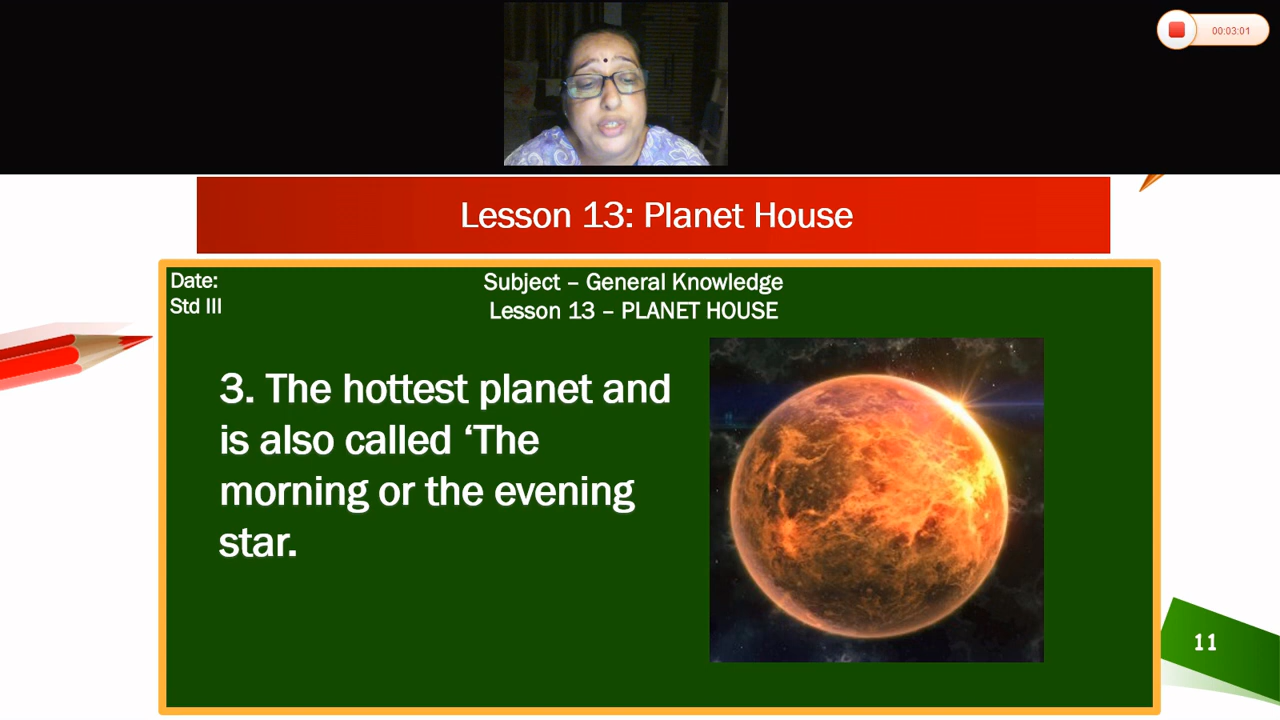 00:03:01
Lesson 13: Planet House
Date:
Std III
Subject – General Knowledge
Lesson 13 – PLANET HOUSE
3. The hottest planet and
is also called ‘The
morning or the evening
star.
11